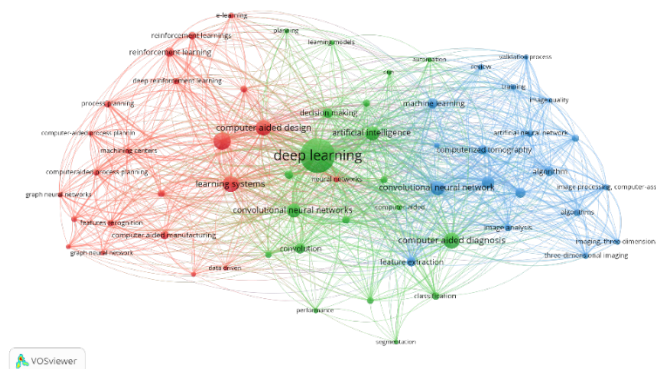 e-learning
reinforcement learnings
planning
learning models
reinforcement learning
automation
validation process
review
deep reinforcement learning
training
image quality
process planning
decision making
machine learning
computer aided design
artificial intelligence
computer-aided process plannin
artificial neural network
machining centers
deep learning
computerized tomography
computeraided process planning
algorithm
neural networks
learning systems
convolutional neural network
image processing, computer-ass
graph neural networks
computer-aided
convolutional neural networks
algorithms
features recognition
image analysis
computer aided manufacturing
computer aided diagnosis
imaging, three-dimension
convolution
graph neural network
three-dimensional imaging
feature extraction
data driven
classification
performance
segmentation
VOSviewer